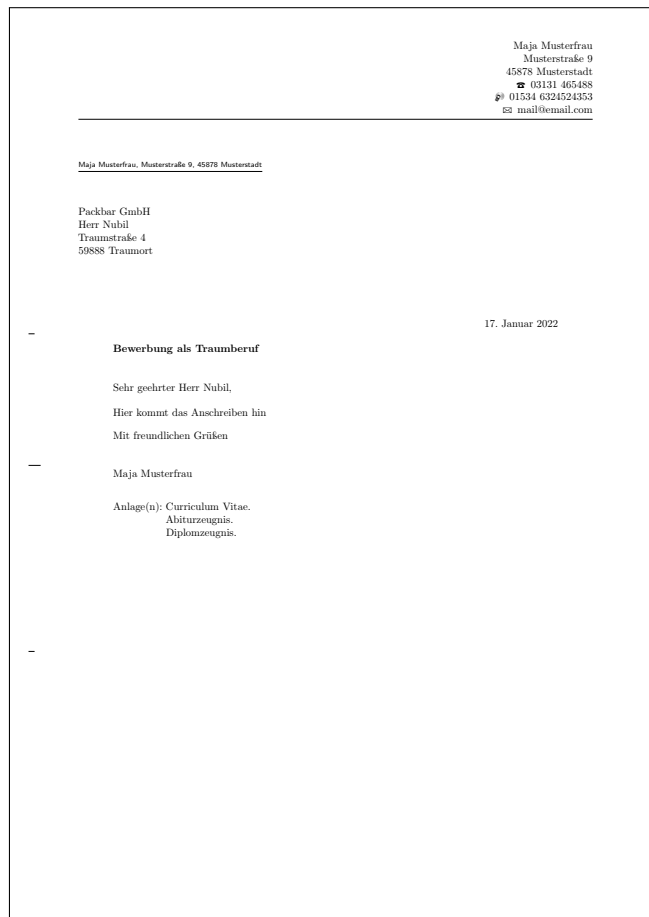 Maja Musterfrau
Musterstraße 9
45878 Musterstadt
☎ 03131 465488
01534 6324524353
✉ mail@email.com
Maja Musterfrau, Musterstraße 9, 45878 Musterstadt
Packbar GmbH
Herr Nubil
Traumstraße 4
59888 Traumort
17. Januar 2022
Bewerbung als Traumberuf
Sehr geehrter Herr Nubil,
Hier kommt das Anschreiben hin
Mit freundlichen Grüßen
Maja Musterfrau
Anlage(n): Curriculum Vitae.
Abiturzeugnis.
Diplomzeugnis.